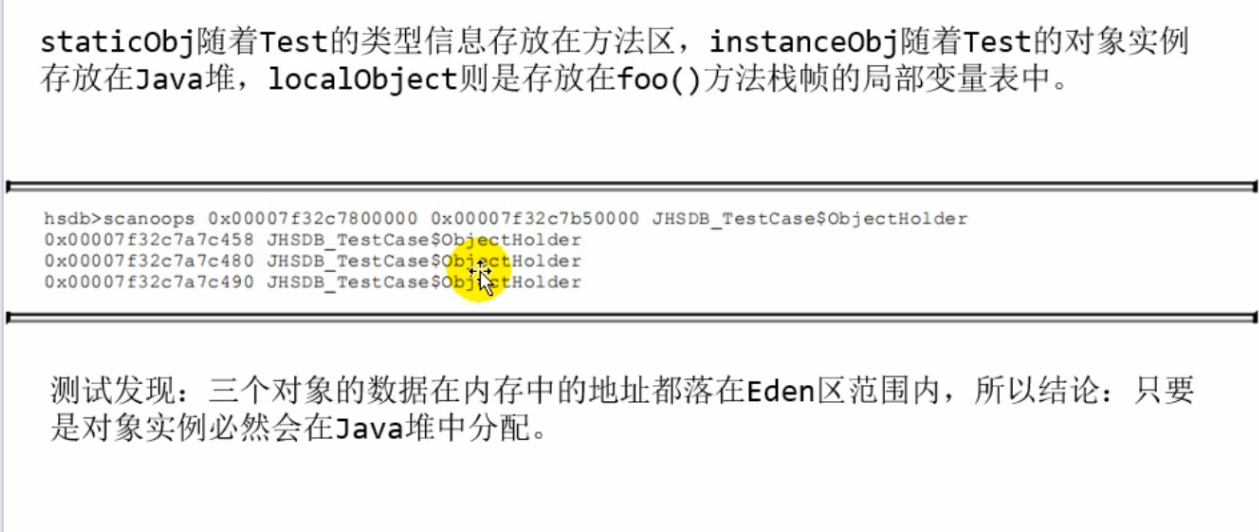 staticObj随着Test的类型信息存放在方法区，instanceObj随着Test的对象实例
存放在Java堆，localObject则是存放在foo()方法栈帧的局部变量表中。
hsdb>scanoops 0x00007f32c7800000 0x00007f32c7b50000 JHSDB_TestCase$ObjectHolder
0x00007f32c7a7c458 JHSDB_TestCase$ObjectHolder
0x00007f32c7a7c480 JHSDB_TestCase$ObjectHolder
0x00007f32c7a7c490 JHSDB_TestCase$ObjectHolder
测试发现：三个对象的数据在内存中的地址都落在Eden区范围内，所以结论：只要
是对象实例必然会在Java堆中分配。